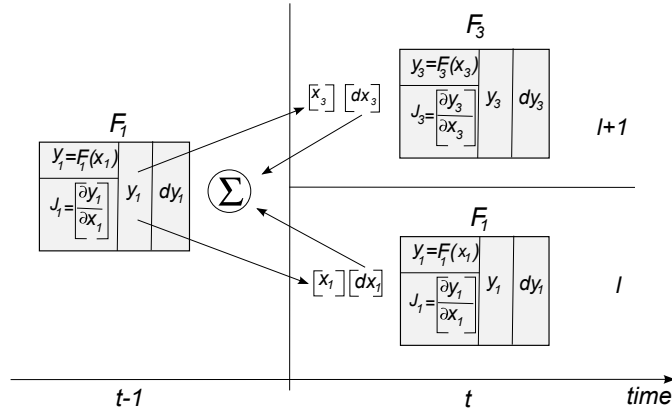 F₃
y₃=F₃(x₃)
J₃=[∂y₃/∂x₃]
y₃
dy₃
[x₃] [dx₃]
l+1
F₁
y₁=F₁(x₁)
J₁=[∂y₁/∂x₁]
y₁
dy₁
Σ
F₁
y₁=F₁(x₁)
J₁=[∂y₁/∂x₁]
y₁
dy₁
[x₁] [dx₁]
l
t-1
t
time